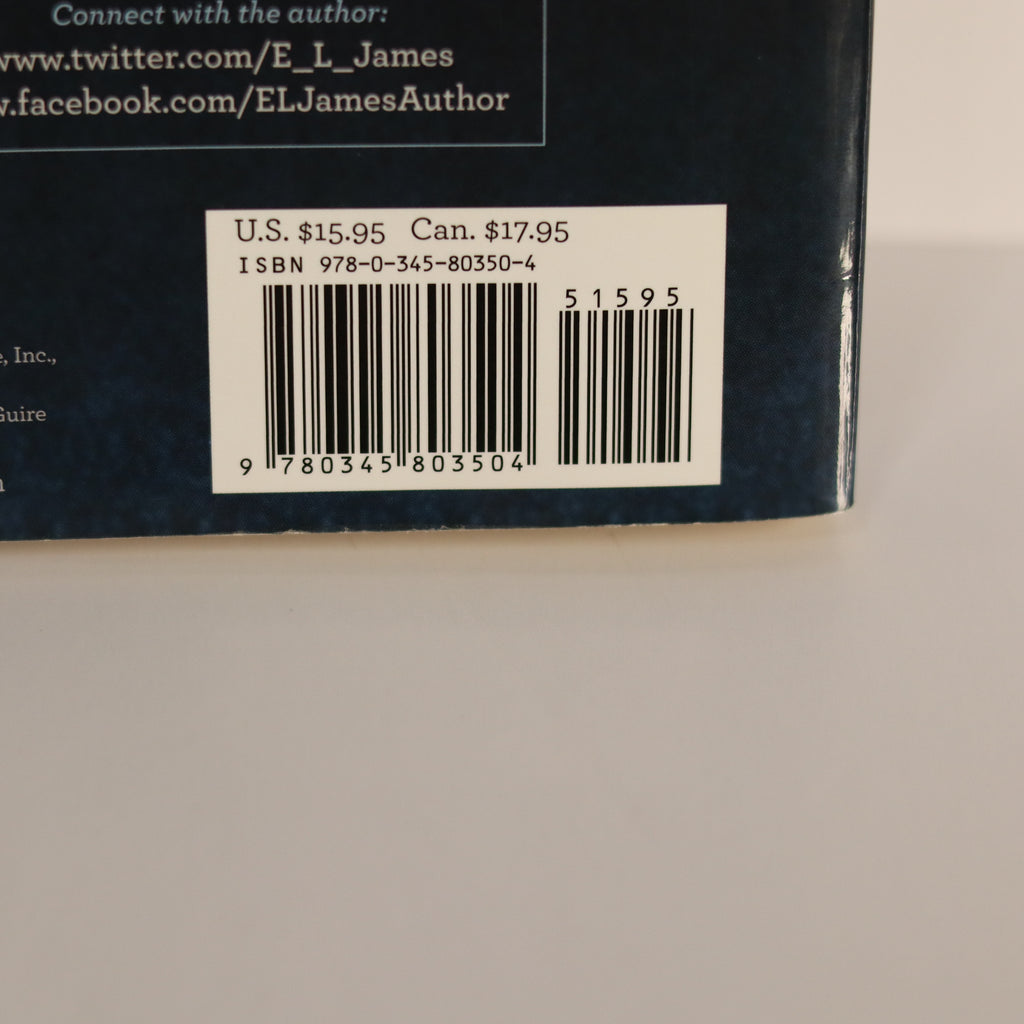 Connect with the author:
www.twitter.com/E_L_James
w.facebook.com/ELJamesAuthor
U.S. $15.95 Can. $17.95
ISBN 978-0-345-80350-4
51595
9 780345 803504
, Inc.,
Guire